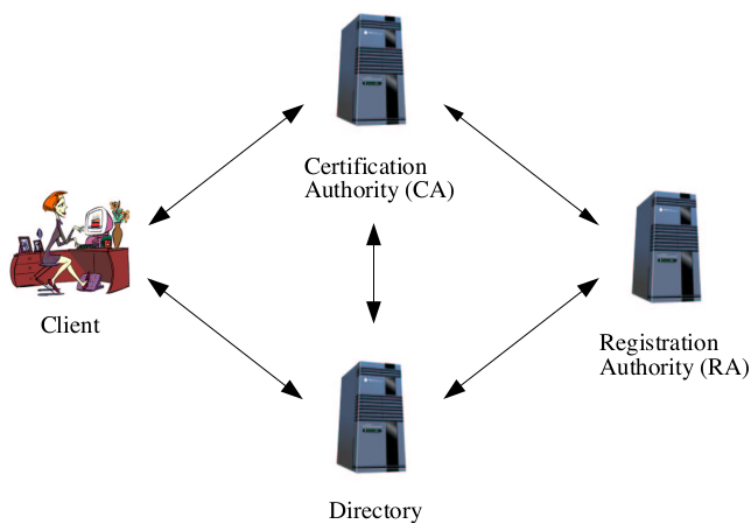 Certification
Authority (CA)
Client
Registration
Authority (RA)
Directory